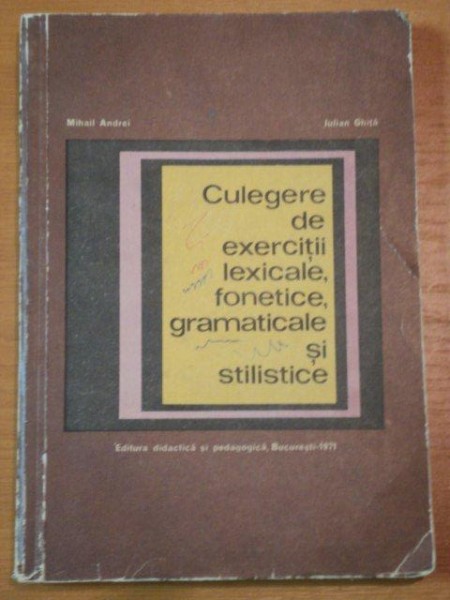 Mihail Andrei Iulian Ghiță
Culegere
de
exerciții
lexicale,
fonetice,
gramaticale
și
stilistice
Editura didactică și pedagogică, București-1971